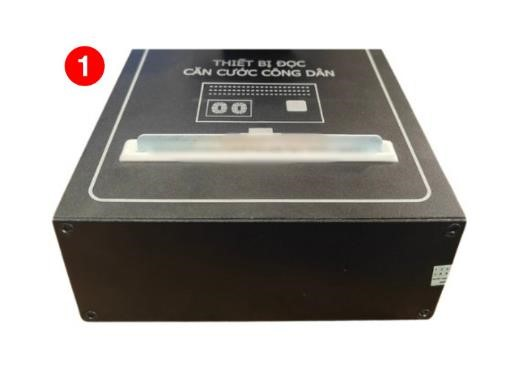 1
THIẾT BỊ ĐỌC
CĂN CƯỚC CÔNG DÂN